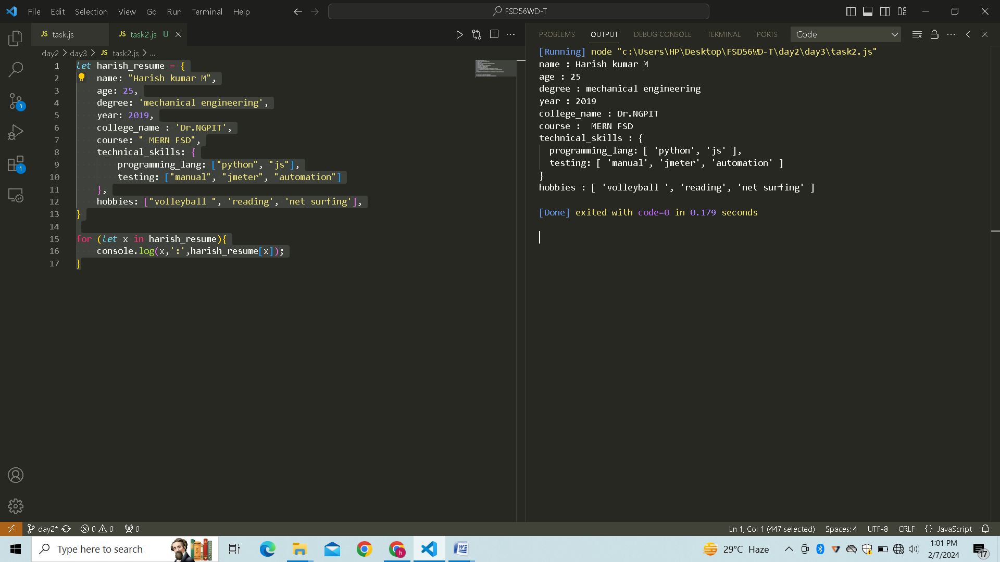 File Edit Selection View Go Run Terminal Help
FSD56WD-T
JS task.js
JS task2.js U
day2 > day3 > JS task2.js > ...
1 let harish_resume = {
2 name: "Harish kumar M",
3 age: 25,
4 degree: 'mechanical engineering',
5 year: 2019,
6 college_name : 'Dr.NGPIT',
7 course: " MERN FSD",
8 technical_skills: {
9 programming_lang: ["python", "js"],
10 testing: ["manual", "jmeter", "automation"]
11 },
12 hobbies: ["volleyball ", 'reading', 'net surfing'],
13 }
14
15 for (let x in harish_resume){
16 console.log(x,':',harish_resume[x]);
17 }
3
1
PROBLEMS OUTPUT DEBUG CONSOLE TERMINAL PORTS Code
[Running] node "c:\Users\HP\Desktop\FSD56WD-T\day2\day3\task2.js"
name : Harish kumar M
age : 25
degree : mechanical engineering
year : 2019
college_name : Dr.NGPIT
course :  MERN FSD
technical_skills : {
programming_lang: [ 'python', 'js' ],
testing: [ 'manual', 'jmeter', 'automation' ]
}
hobbies : [ 'volleyball ', 'reading', 'net surfing' ]
[Done] exited with code=0 in 0.179 seconds
day2* 0 0 0
Ln 1, Col 1 (447 selected) Spaces: 4 UTF-8 CRLF {} JavaScript
Type here to search
29°C Haze
1:01 PM
2/7/2024
17